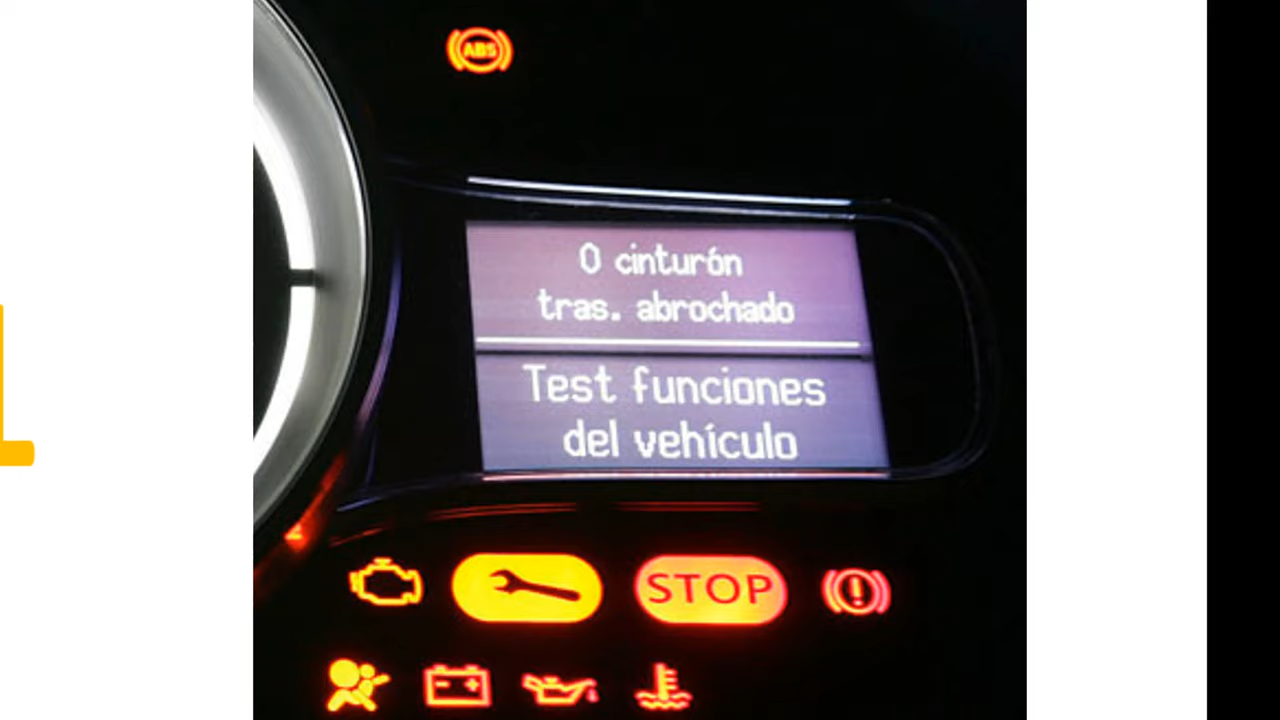 ABS
0 cinturón
tras. abrochado
Test funciones
del vehículo
STOP